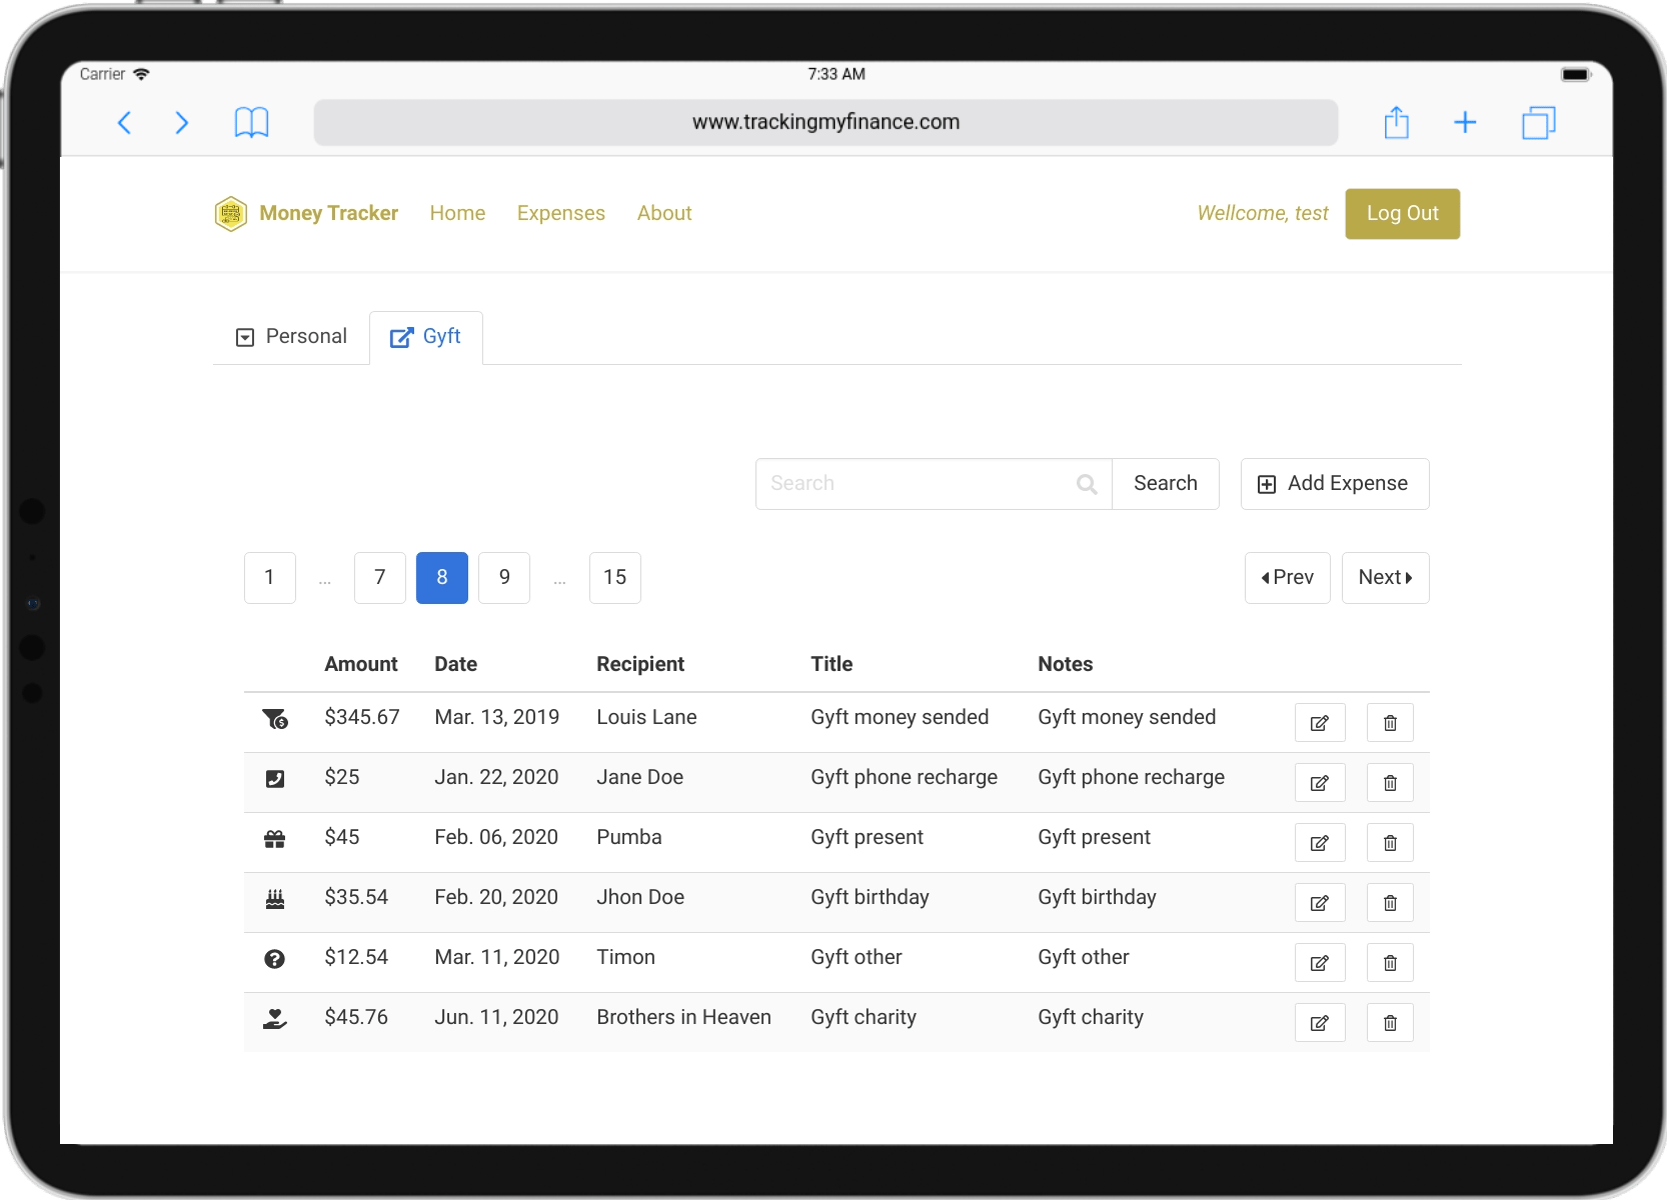 Carrier 7:33 AM
www.trackingmyfinance.com
Money Tracker Home Expenses About Wellcome, test Log Out
Personal Gyft
Search Search Add Expense
1 ... 7 8 9 ... 15 Prev Next
Amount Date Recipient Title Notes
$345.67 Mar. 13, 2019 Louis Lane Gyft money sended Gyft money sended
$25 Jan. 22, 2020 Jane Doe Gyft phone recharge Gyft phone recharge
$45 Feb. 06, 2020 Pumba Gyft present Gyft present
$35.54 Feb. 20, 2020 Jhon Doe Gyft birthday Gyft birthday
$12.54 Mar. 11, 2020 Timon Gyft other Gyft other
$45.76 Jun. 11, 2020 Brothers in Heaven Gyft charity Gyft charity